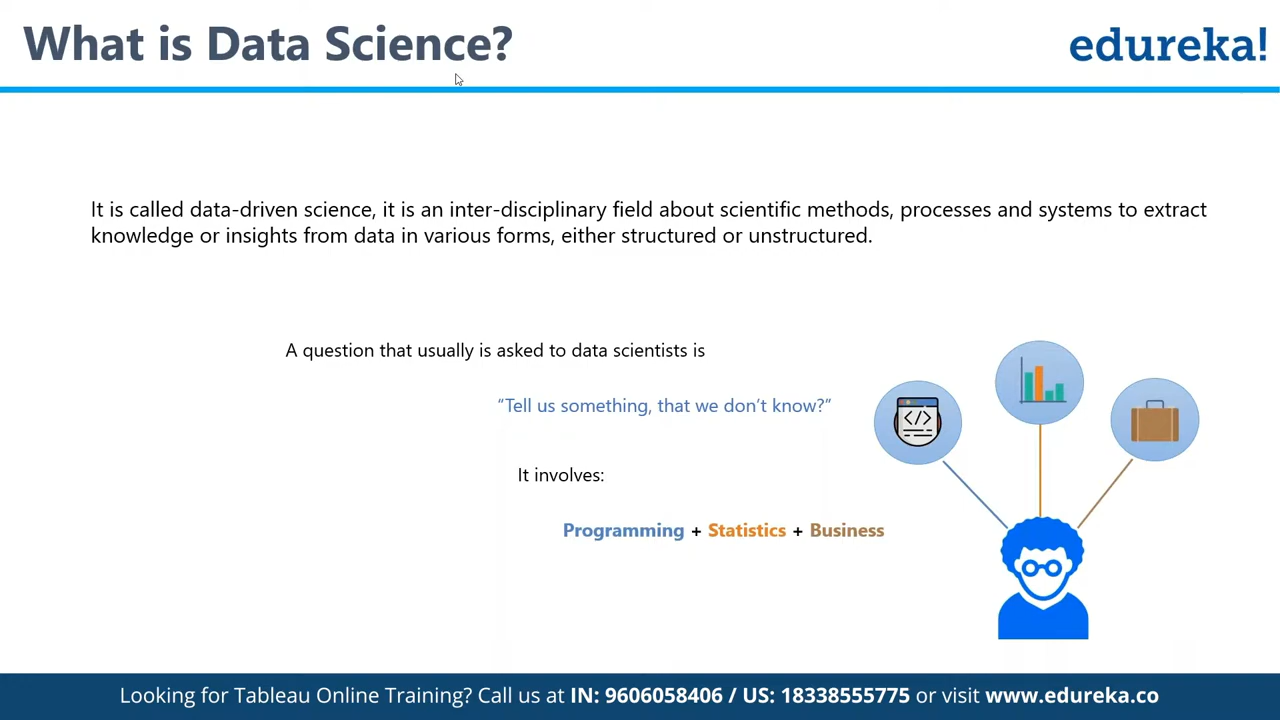 What is Data Science?
edureka!
It is called data-driven science, it is an inter-disciplinary field about scientific methods, processes and systems to extract
knowledge or insights from data in various forms, either structured or unstructured.
A question that usually is asked to data scientists is
“Tell us something, that we don’t know?”
It involves:
Programming + Statistics + Business
</>
Looking for Tableau Online Training? Call us at IN: 9606058406 / US: 18338555775 or visit www.edureka.co